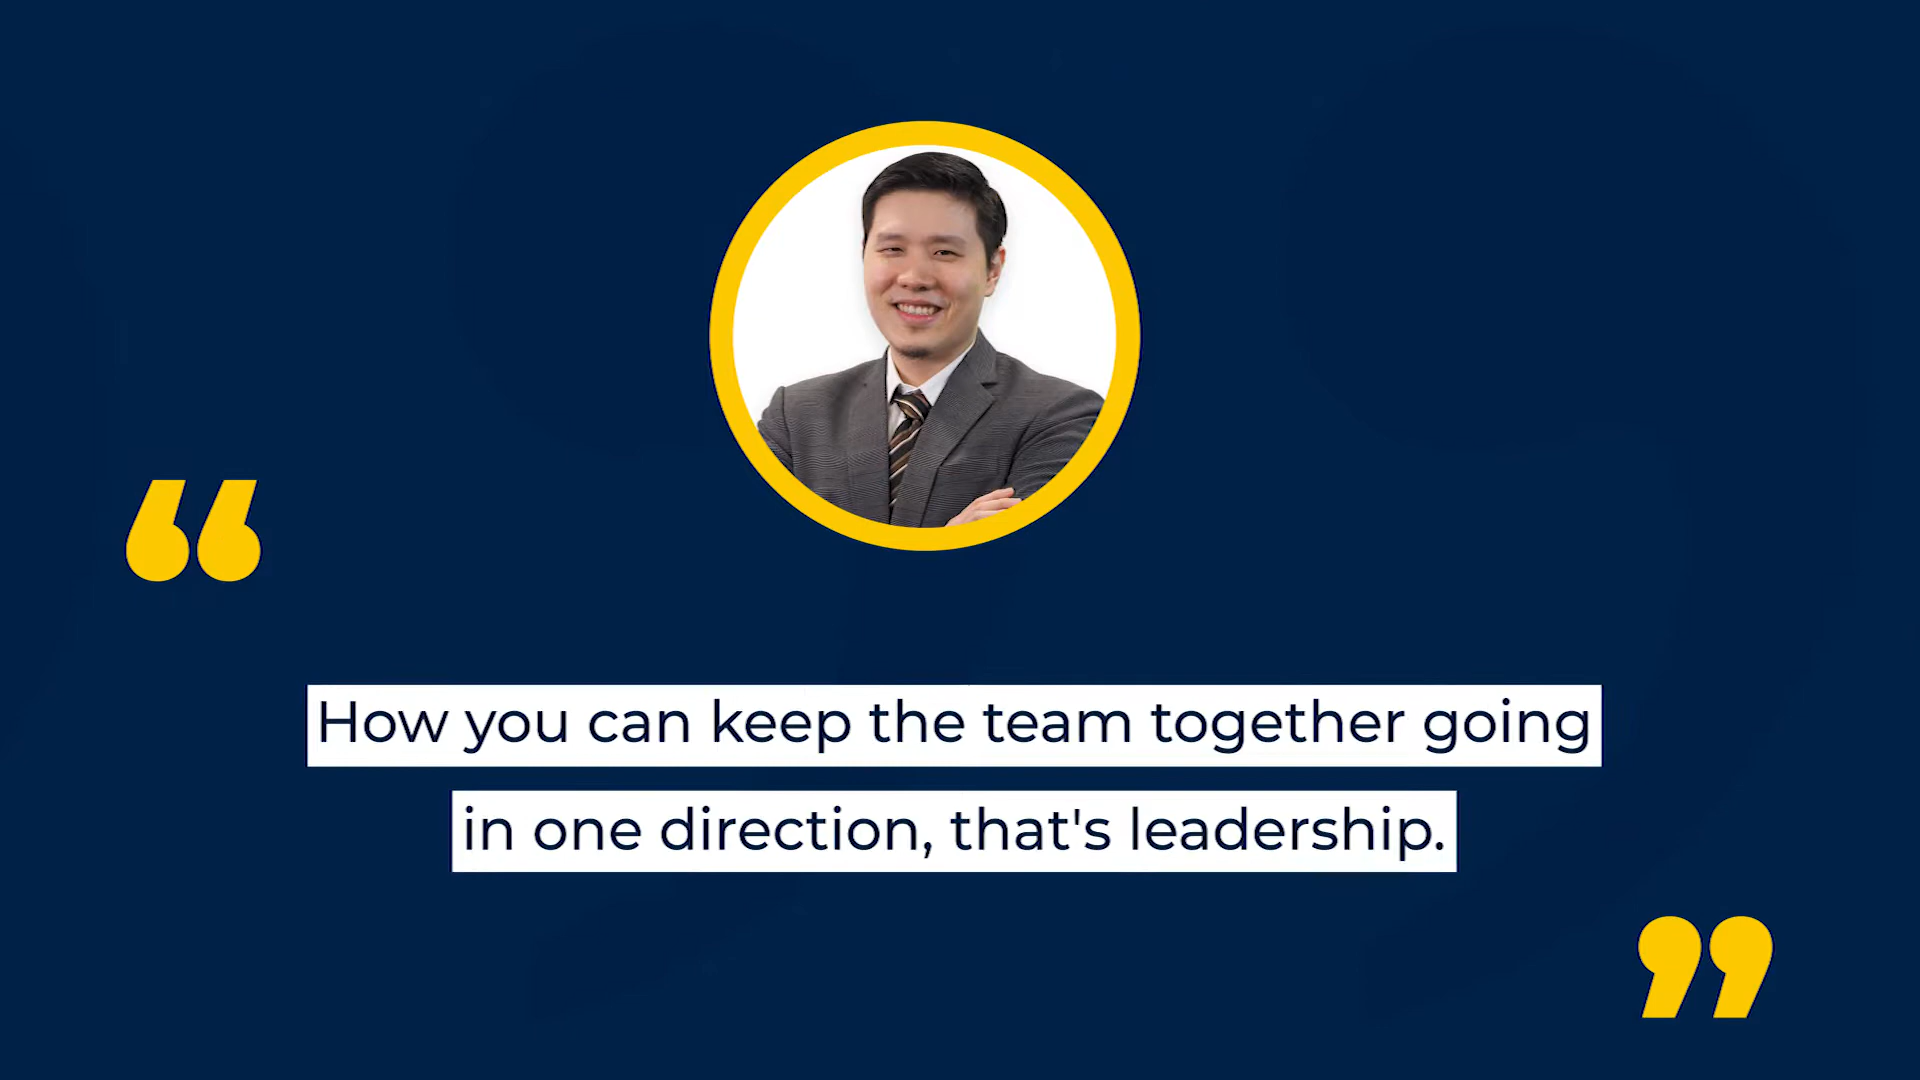 How you can keep the team together going
in one direction, that's leadership.